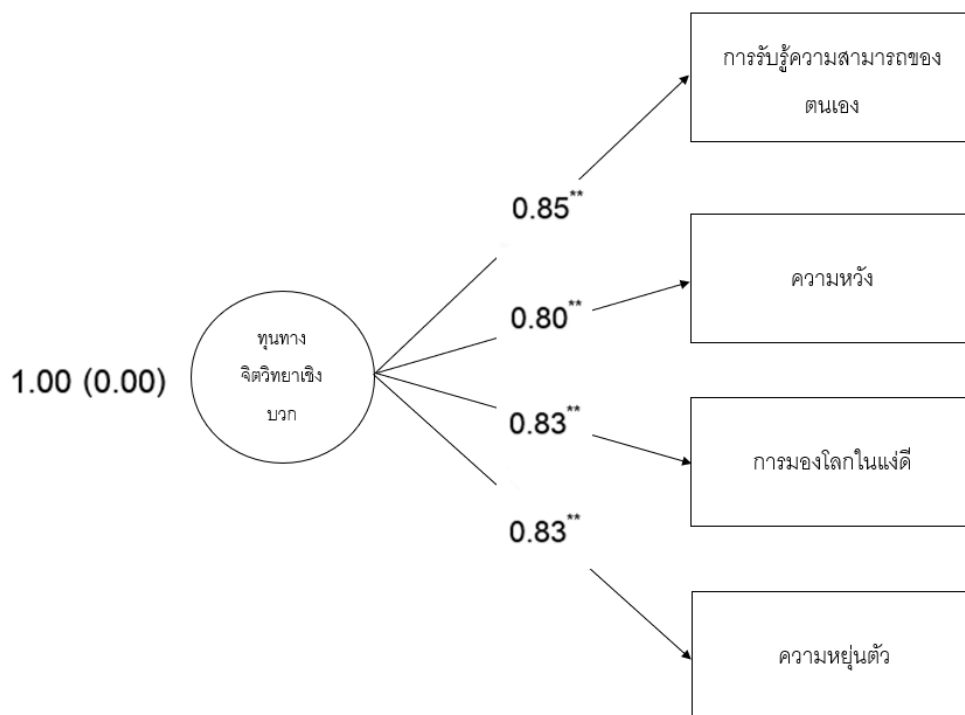 การรับรู้ความสามารถของ
ตนเอง
0.85**
ความหวัง
0.80**
ทุนทาง
จิตวิทยาเชิง
บวก
1.00 (0.00)
0.83**
การมองโลกในแง่ดี
0.83**
ความหยุ่นตัว